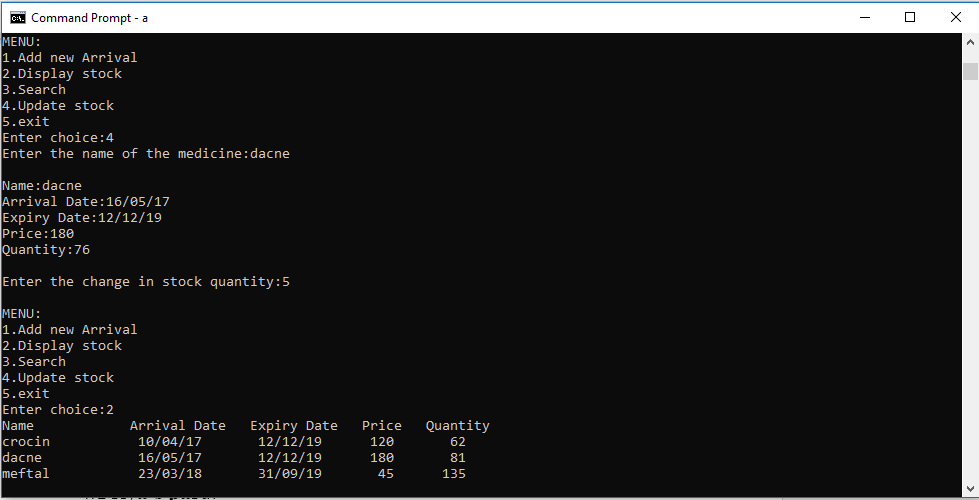 Command Prompt - a
MENU:
1.Add new Arrival
2.Display stock
3.Search
4.Update stock
5.exit
Enter choice:4
Enter the name of the medicine:dacne
Name:dacne
Arrival Date:16/05/17
Expiry Date:12/12/19
Price:180
Quantity:76
Enter the change in stock quantity:5
MENU:
1.Add new Arrival
2.Display stock
3.Search
4.Update stock
5.exit
Enter choice:2
Name Arrival Date Expiry Date Price Quantity
crocin 10/04/17 12/12/19 120 62
dacne 16/05/17 12/12/19 180 81
meftal 23/03/18 31/09/19 45 135